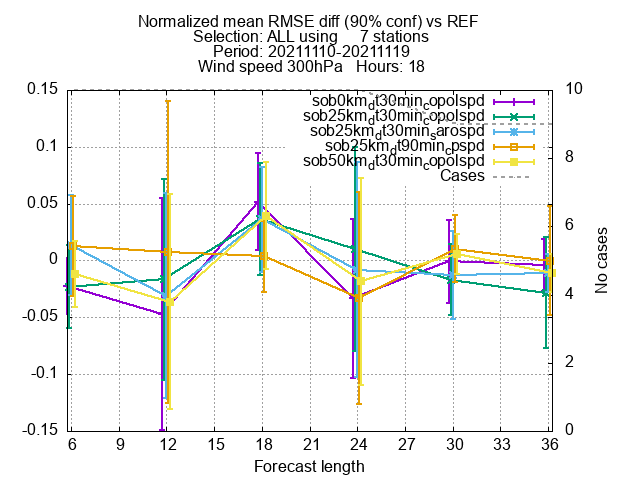 Normalized mean RMSE diff (90% conf) vs REF
Selection: ALL using 7 stations
Period: 20211110-20211119
Wind speed 300hPa Hours: 18
sob0km_dt30min_copolspd
sob25km_dt30min_copolspd
sob25km_dt30min_sarospd
sob25km_dt90min_cpspd
sob50km_dt30min_copolspd
Cases
0.15
0.1
0.05
0
-0.05
-0.1
-0.15
10
8
6
4
2
0
No cases
6 9 12 15 18 21 24 27 30 33 36
Forecast length